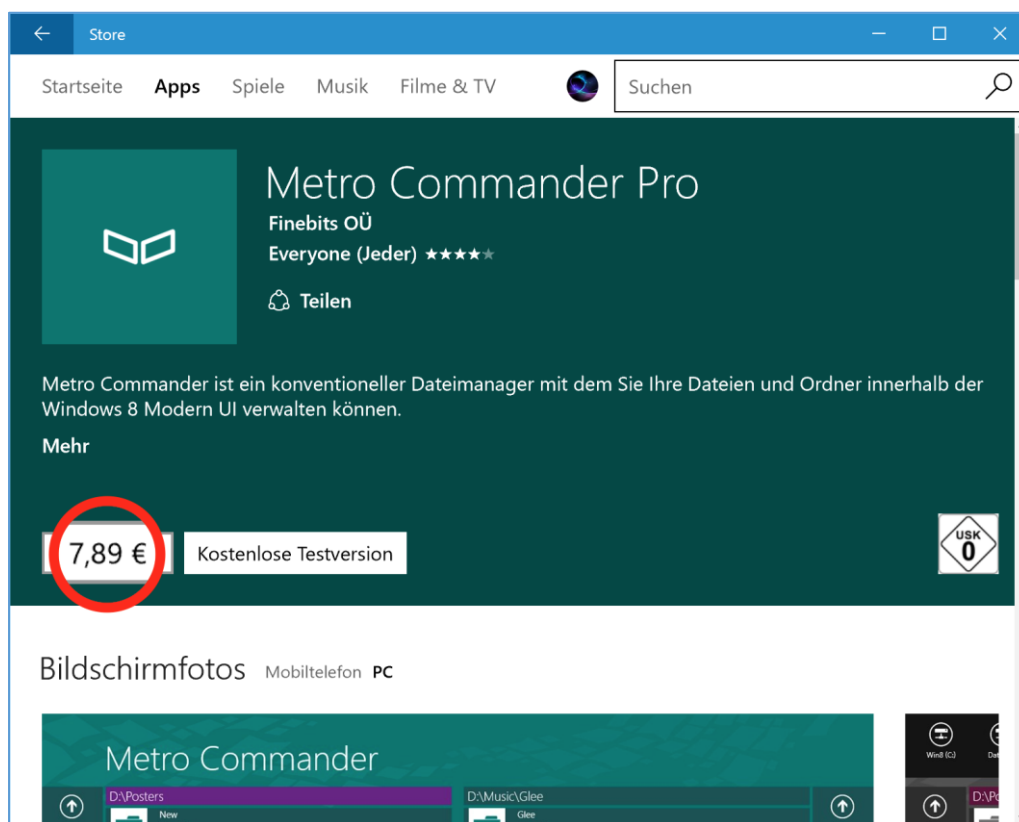 Store
Startseite Apps Spiele Musik Filme & TV Suchen
Metro Commander Pro
Finebits OÜ
Everyone (Jeder)
Teilen
Metro Commander ist ein konventioneller Dateimanager mit dem Sie Ihre Dateien und Ordner innerhalb der
Windows 8 Modern UI verwalten können.
Mehr
7,89 € Kostenlose Testversion
USK
0
Bildschirmfotos Mobiltelefon PC
Metro Commander
Win8 (C:)
D:\Posters D:\Music\Glee
New Glee